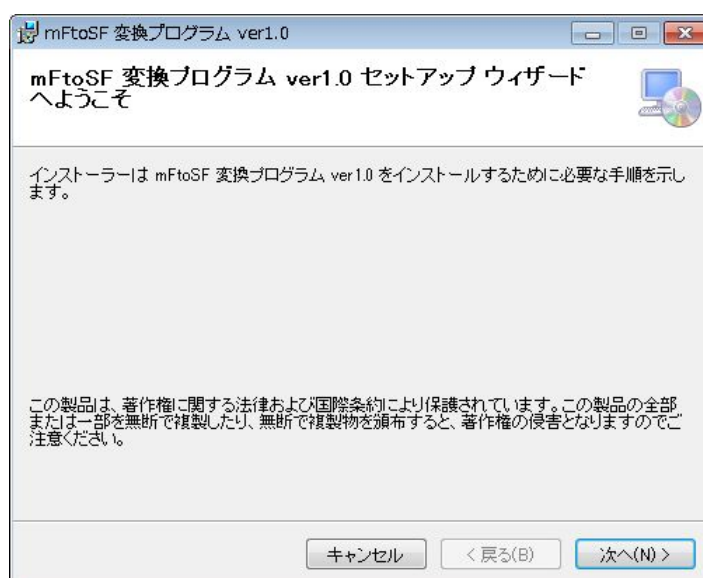 mFtoSF 変換プログラム ver1.0
mFtoSF 変換プログラム ver1.0 セットアップ ウィザード
へようこそ
インストーラーは mFtoSF 変換プログラム ver1.0 をインストールするために必要な手順を示し
ます。
この製品は、著作権に関する法律および国際条約により保護されています。この製品の全部
または一部を無断で複製したり、無断で複製物を頒布すると、著作権の侵害となりますのでご
注意ください。
キャンセル
< 戻る(B)
次へ(N) >